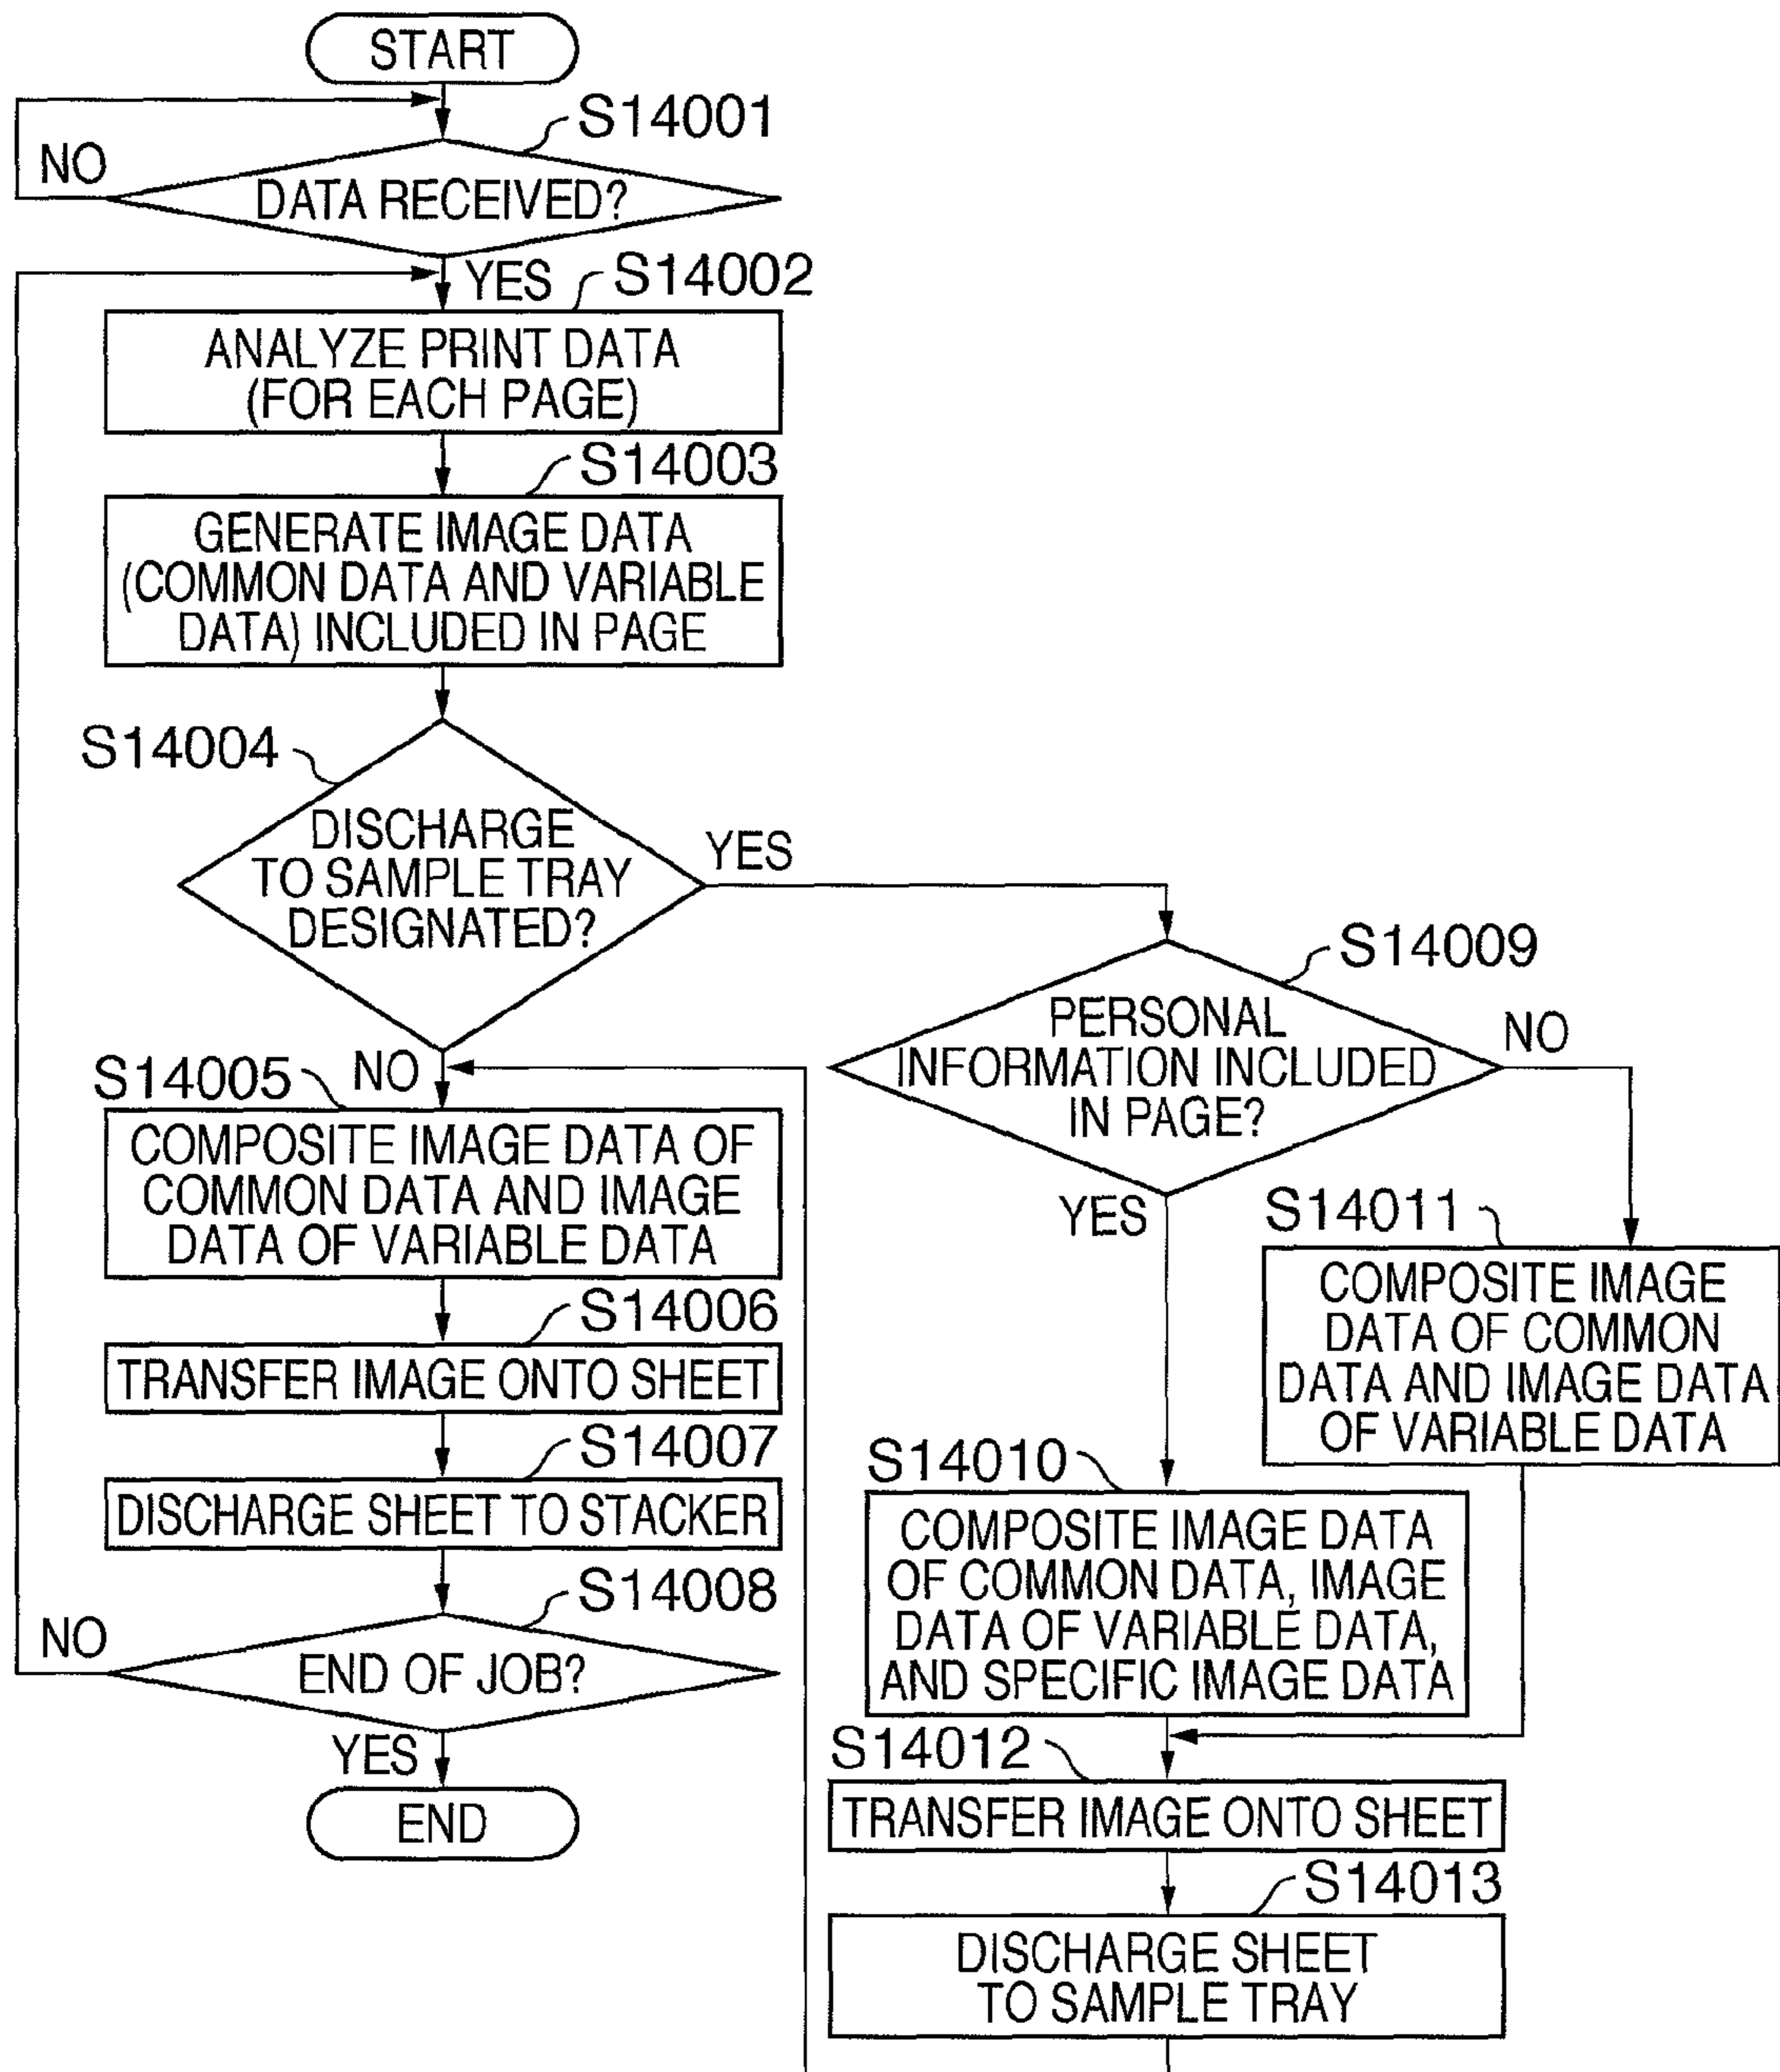 START
S14001
NO
DATA RECEIVED?
YES
S14002
ANALYZE PRINT DATA
(FOR EACH PAGE)
S14003
GENERATE IMAGE DATA
(COMMON DATA AND VARIABLE
DATA) INCLUDED IN PAGE
S14004
DISCHARGE
TO SAMPLE TRAY
DESIGNATED?
YES
NO
S14005
COMPOSITE IMAGE DATA OF
COMMON DATA AND IMAGE
DATA OF VARIABLE DATA
S14006
TRANSFER IMAGE ONTO SHEET
S14007
DISCHARGE SHEET TO STACKER
S14008
NO
END OF JOB?
YES
END
S14009
PERSONAL
INFORMATION INCLUDED
IN PAGE?
NO
YES
S14011
COMPOSITE IMAGE
DATA OF COMMON
DATA AND IMAGE DATA
OF VARIABLE DATA
S14010
COMPOSITE IMAGE DATA
OF COMMON DATA, IMAGE
DATA OF VARIABLE DATA,
AND SPECIFIC IMAGE DATA
S14012
TRANSFER IMAGE ONTO SHEET
S14013
DISCHARGE SHEET
TO SAMPLE TRAY